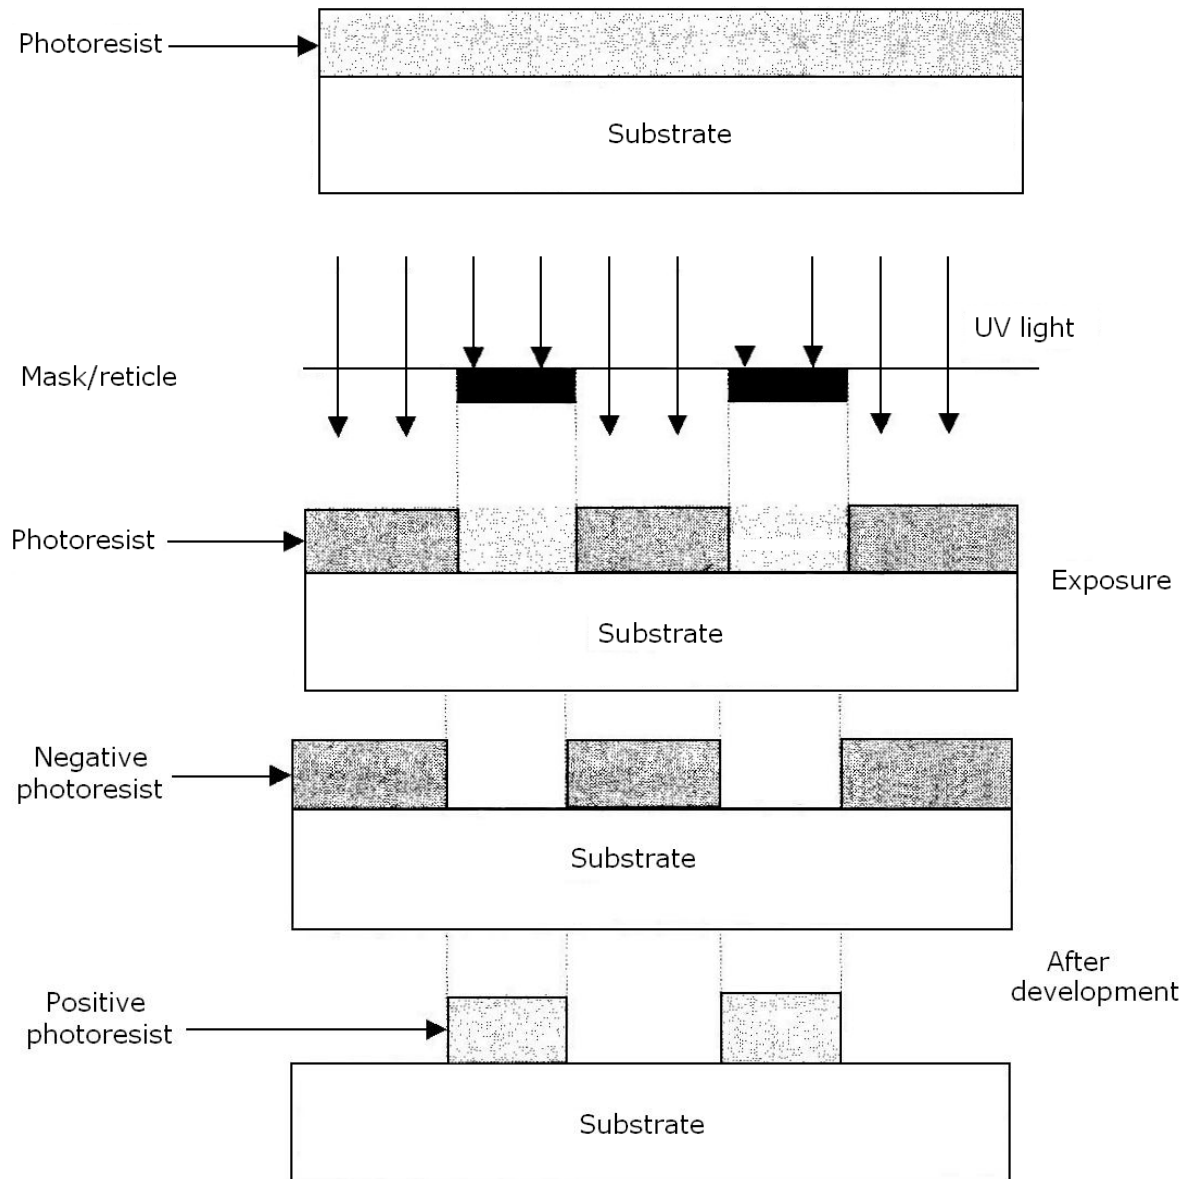 Photoresist
Substrate
UV light
Mask/reticle
Photoresist
Exposure
Substrate
Negative
photoresist
Substrate
After
development
Positive
photoresist
Substrate